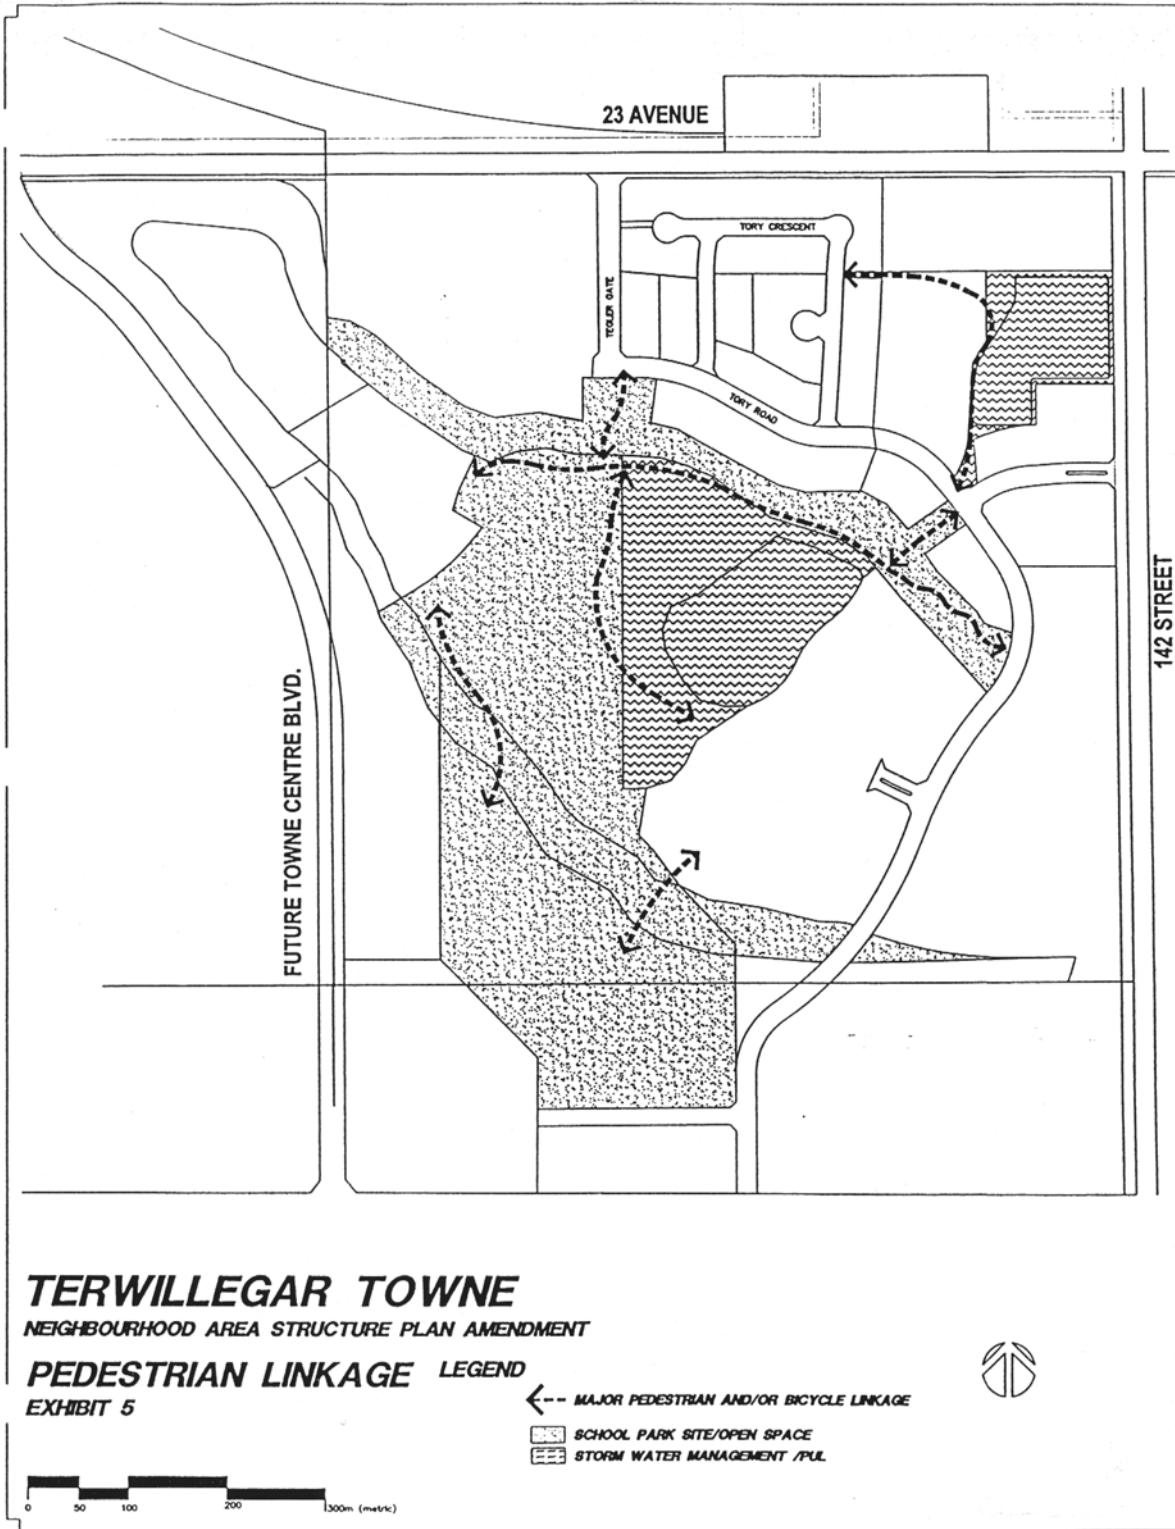 23 AVENUE
TORY CRESCENT
TEGLER GATE
TORY ROAD
142 STREET
FUTURE TOWNE CENTRE BLVD.
TERWILLEGAR TOWNE
NEIGHBOURHOOD AREA STRUCTURE PLAN AMENDMENT
PEDESTRIAN LINKAGE LEGEND
EXHIBIT 5
MAJOR PEDESTRIAN AND/OR BICYCLE LINKAGE
SCHOOL PARK SITE/OPEN SPACE
STORM WATER MANAGEMENT /PUL
0 50 100 200 300m (metric)